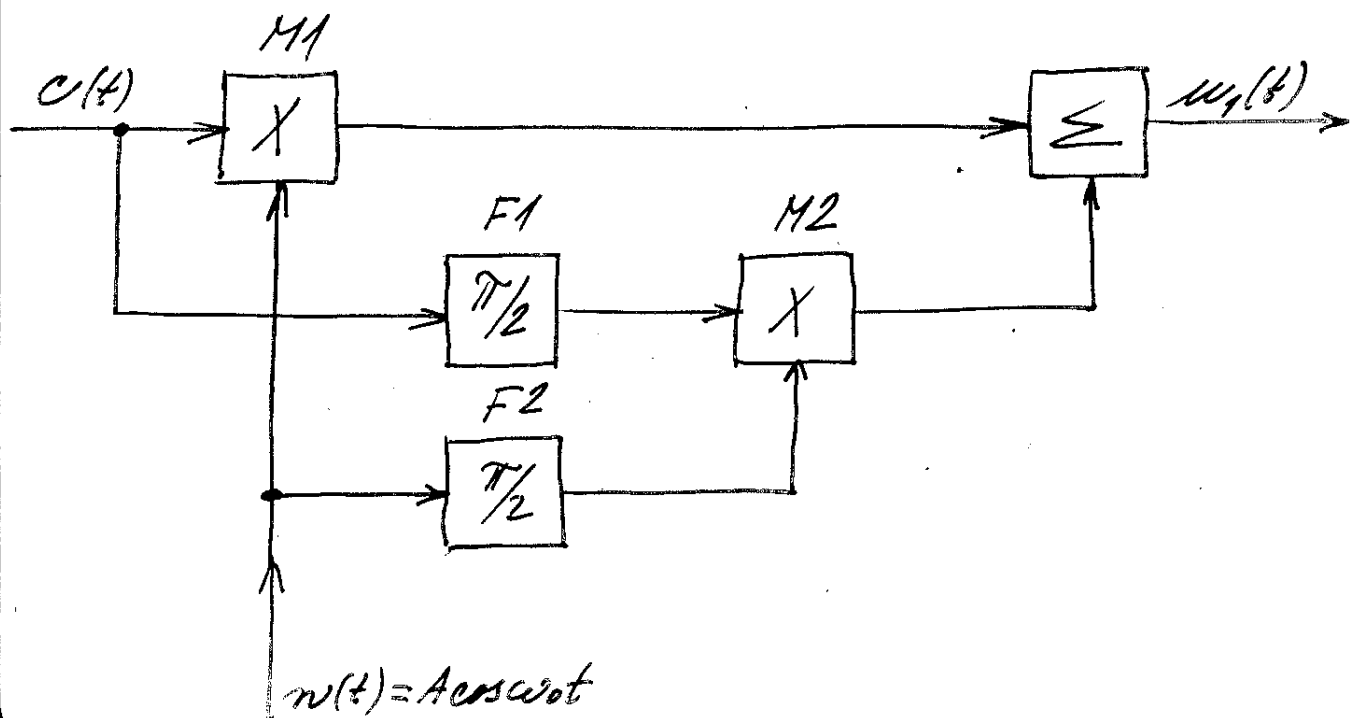 M1
c(t)
X
Σ
u₁(t)
F1
π/2
M2
X
F2
π/2
n(t)=Acosω₀t